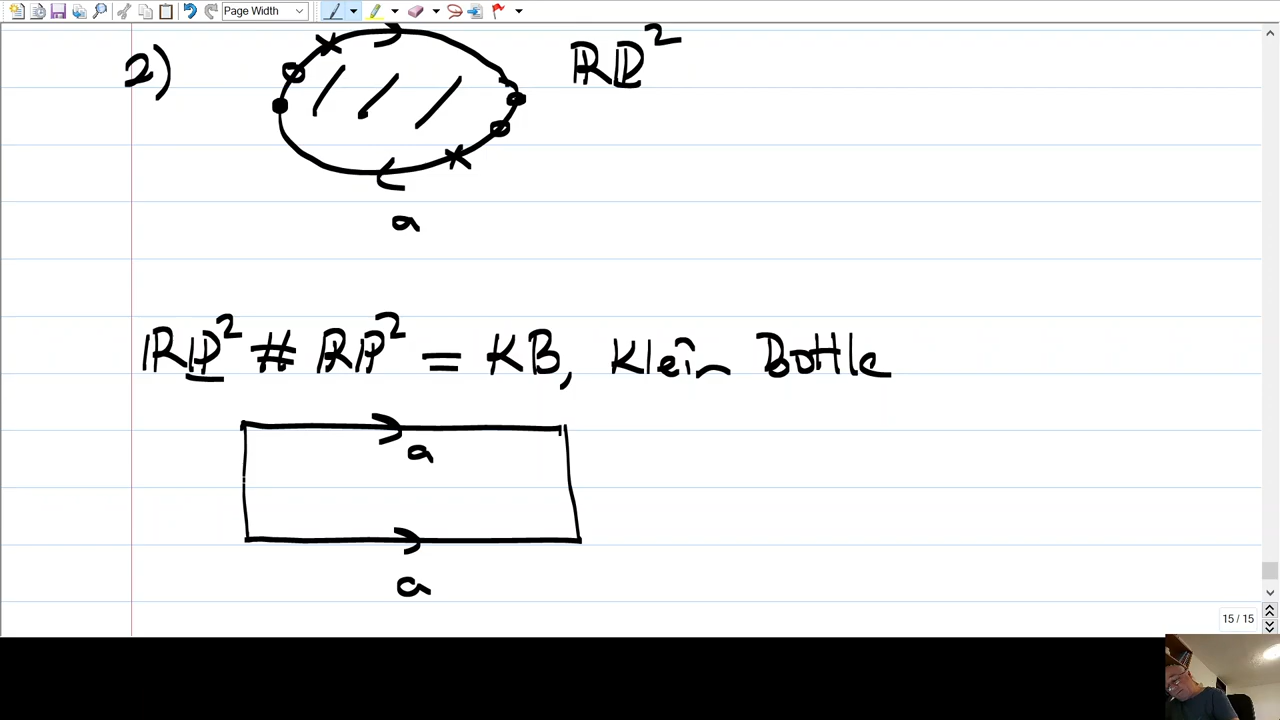 Page Width
2) ℝℙ²
a
ℝℙ² # ℝℙ² = KB, Klein Bottle
a
a
15 / 15